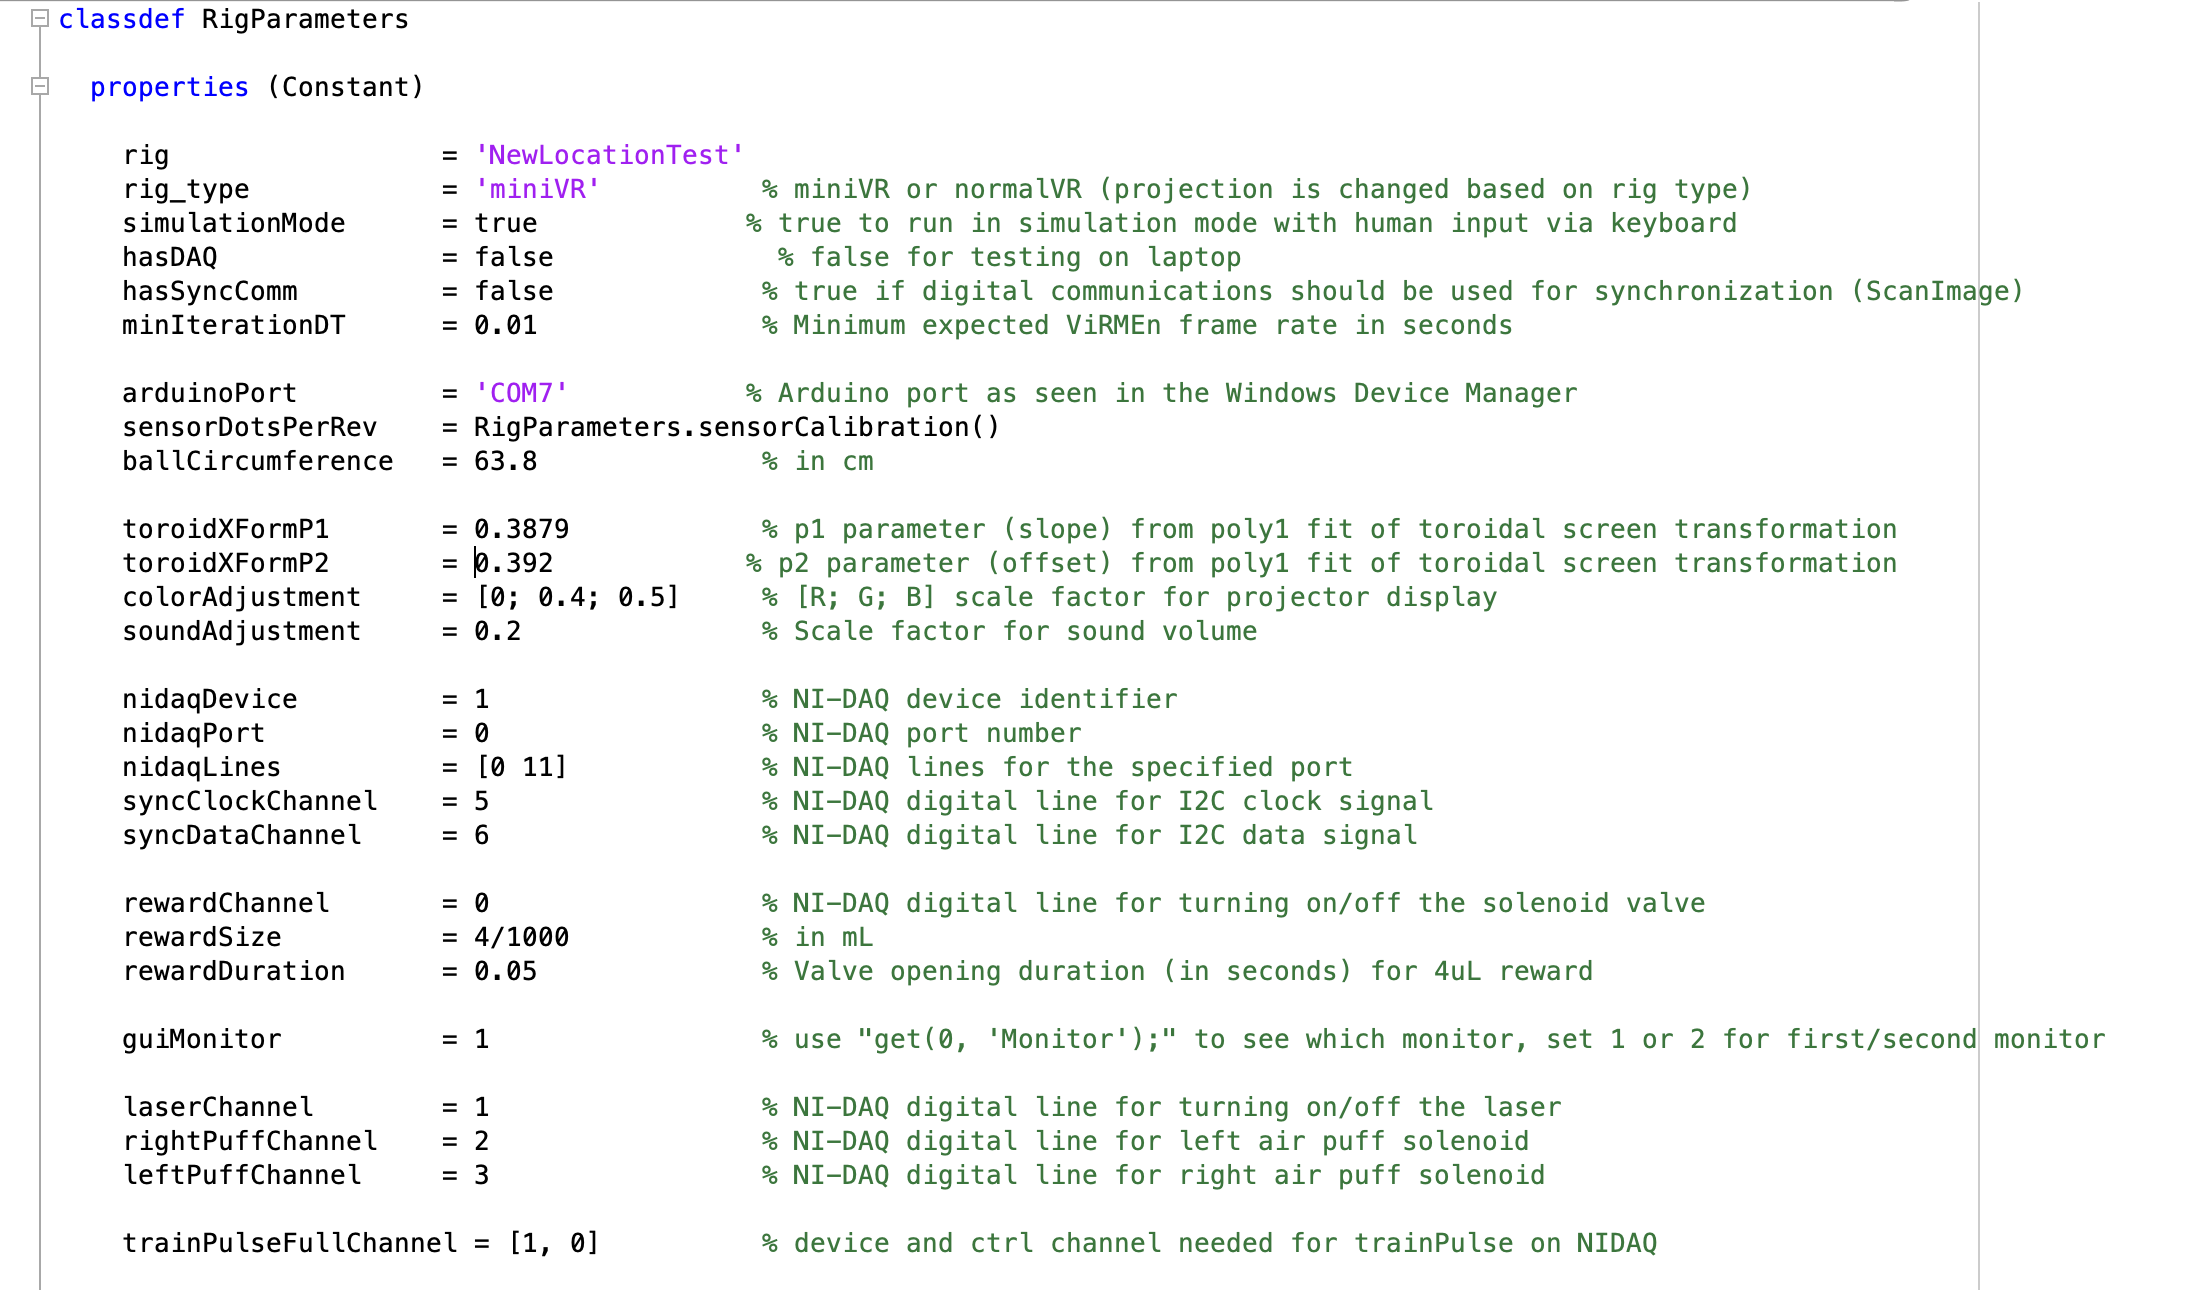 classdef RigParameters
properties (Constant)
rig = 'NewLocationTest'
rig_type = 'miniVR' % miniVR or normalVR (projection is changed based on rig type)
simulationMode = true % true to run in simulation mode with human input via keyboard
hasDAQ = false % false for testing on laptop
hasSyncComm = false % true if digital communications should be used for synchronization (ScanImage)
minIterationDT = 0.01 % Minimum expected ViRMEn frame rate in seconds
arduinoPort = 'COM7' % Arduino port as seen in the Windows Device Manager
sensorDotsPerRev = RigParameters.sensorCalibration()
ballCircumference = 63.8 % in cm
toroidXFormP1 = 0.3879 % p1 parameter (slope) from poly1 fit of toroidal screen transformation
toroidXFormP2 = 0.392 % p2 parameter (offset) from poly1 fit of toroidal screen transformation
colorAdjustment = [0; 0.4; 0.5] % [R; G; B] scale factor for projector display
soundAdjustment = 0.2 % Scale factor for sound volume
nidaqDevice = 1 % NI-DAQ device identifier
nidaqPort = 0 % NI-DAQ port number
nidaqLines = [0 11] % NI-DAQ lines for the specified port
syncClockChannel = 5 % NI-DAQ digital line for I2C clock signal
syncDataChannel = 6 % NI-DAQ digital line for I2C data signal
rewardChannel = 0 % NI-DAQ digital line for turning on/off the solenoid valve
rewardSize = 4/1000 % in mL
rewardDuration = 0.05 % Valve opening duration (in seconds) for 4uL reward
guiMonitor = 1 % use "get(0, 'Monitor');" to see which monitor, set 1 or 2 for first/second monitor
laserChannel = 1 % NI-DAQ digital line for turning on/off the laser
rightPuffChannel = 2 % NI-DAQ digital line for left air puff solenoid
leftPuffChannel = 3 % NI-DAQ digital line for right air puff solenoid
trainPulseFullChannel = [1, 0] % device and ctrl channel needed for trainPulse on NIDAQ